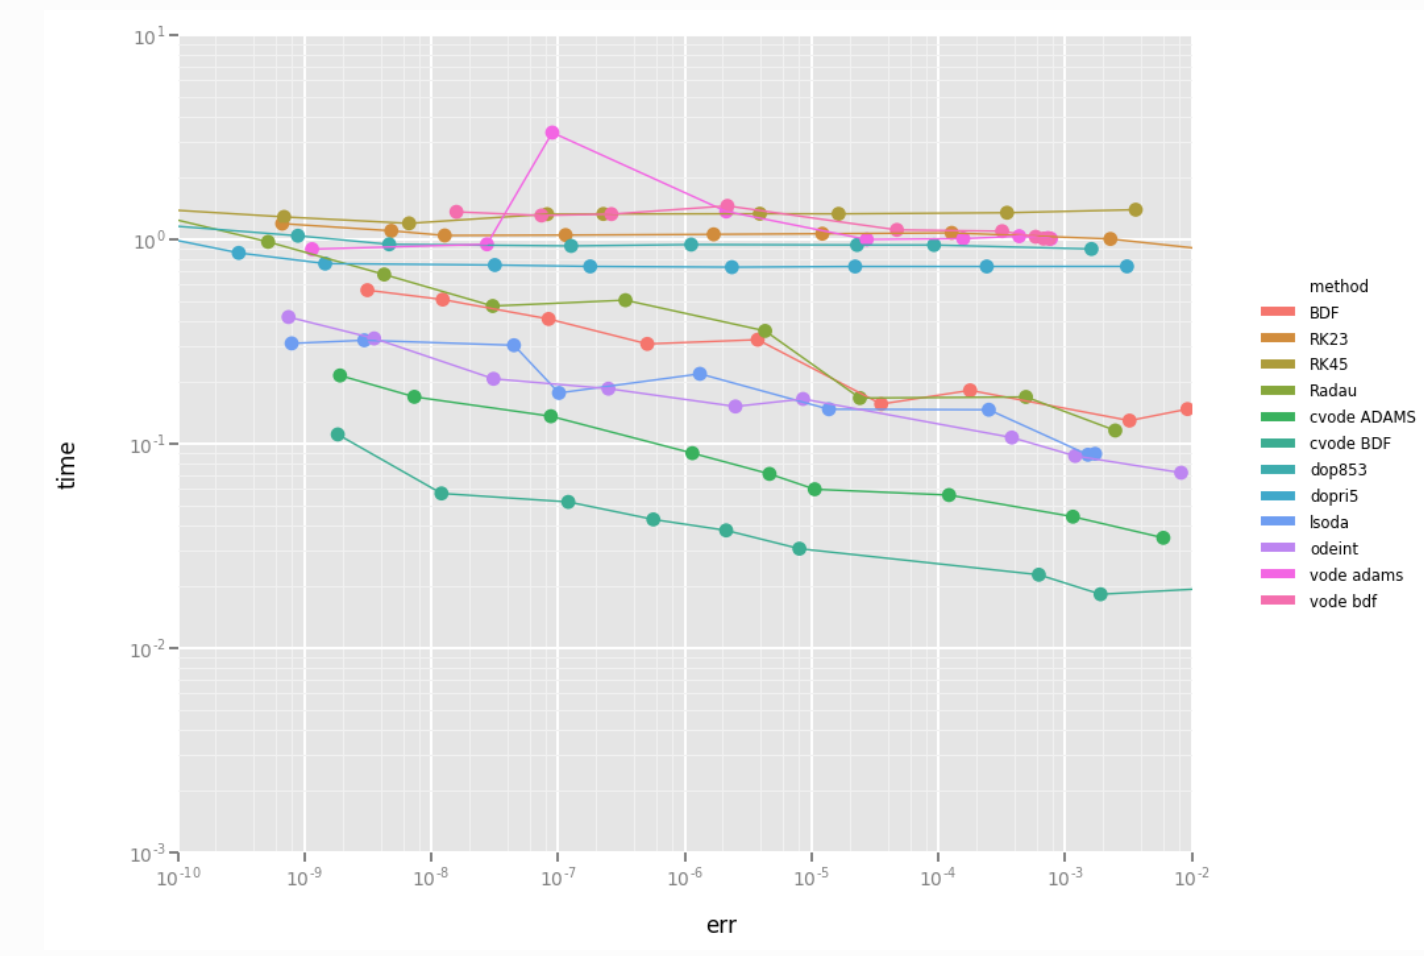 10^1
10^0
10^-1
10^-2
10^-3
time
10^-10 10^-9 10^-8 10^-7 10^-6 10^-5 10^-4 10^-3 10^-2
err
method
BDF
RK23
RK45
Radau
cvode ADAMS
cvode BDF
dop853
dopri5
lsoda
odeint
vode adams
vode bdf